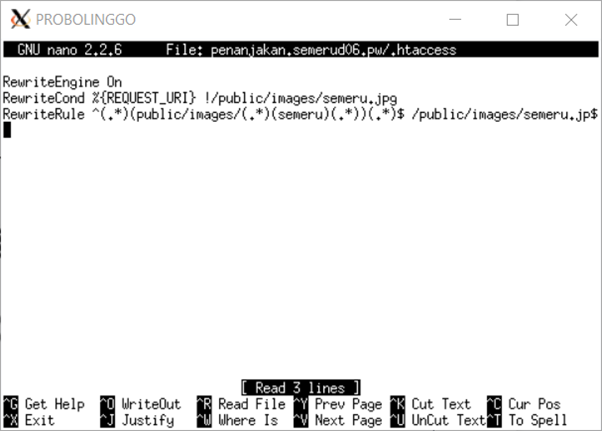 PROBOLINGGO
GNU nano 2.2.6 File: penanjakan.semerud06.pw/.htaccess
RewriteEngine On
RewriteCond %{REQUEST_URI} !/public/images/semeru.jpg
RewriteRule ^(.*)(public/images/(.*)(semeru)(.*))(.*)$ /public/images/semeru.jp$
[ Read 3 lines ]
^G Get Help ^O WriteOut ^R Read File ^Y Prev Page ^K Cut Text ^C Cur Pos
^X Exit ^J Justify ^W Where Is ^V Next Page ^U UnCut Text ^T To Spell